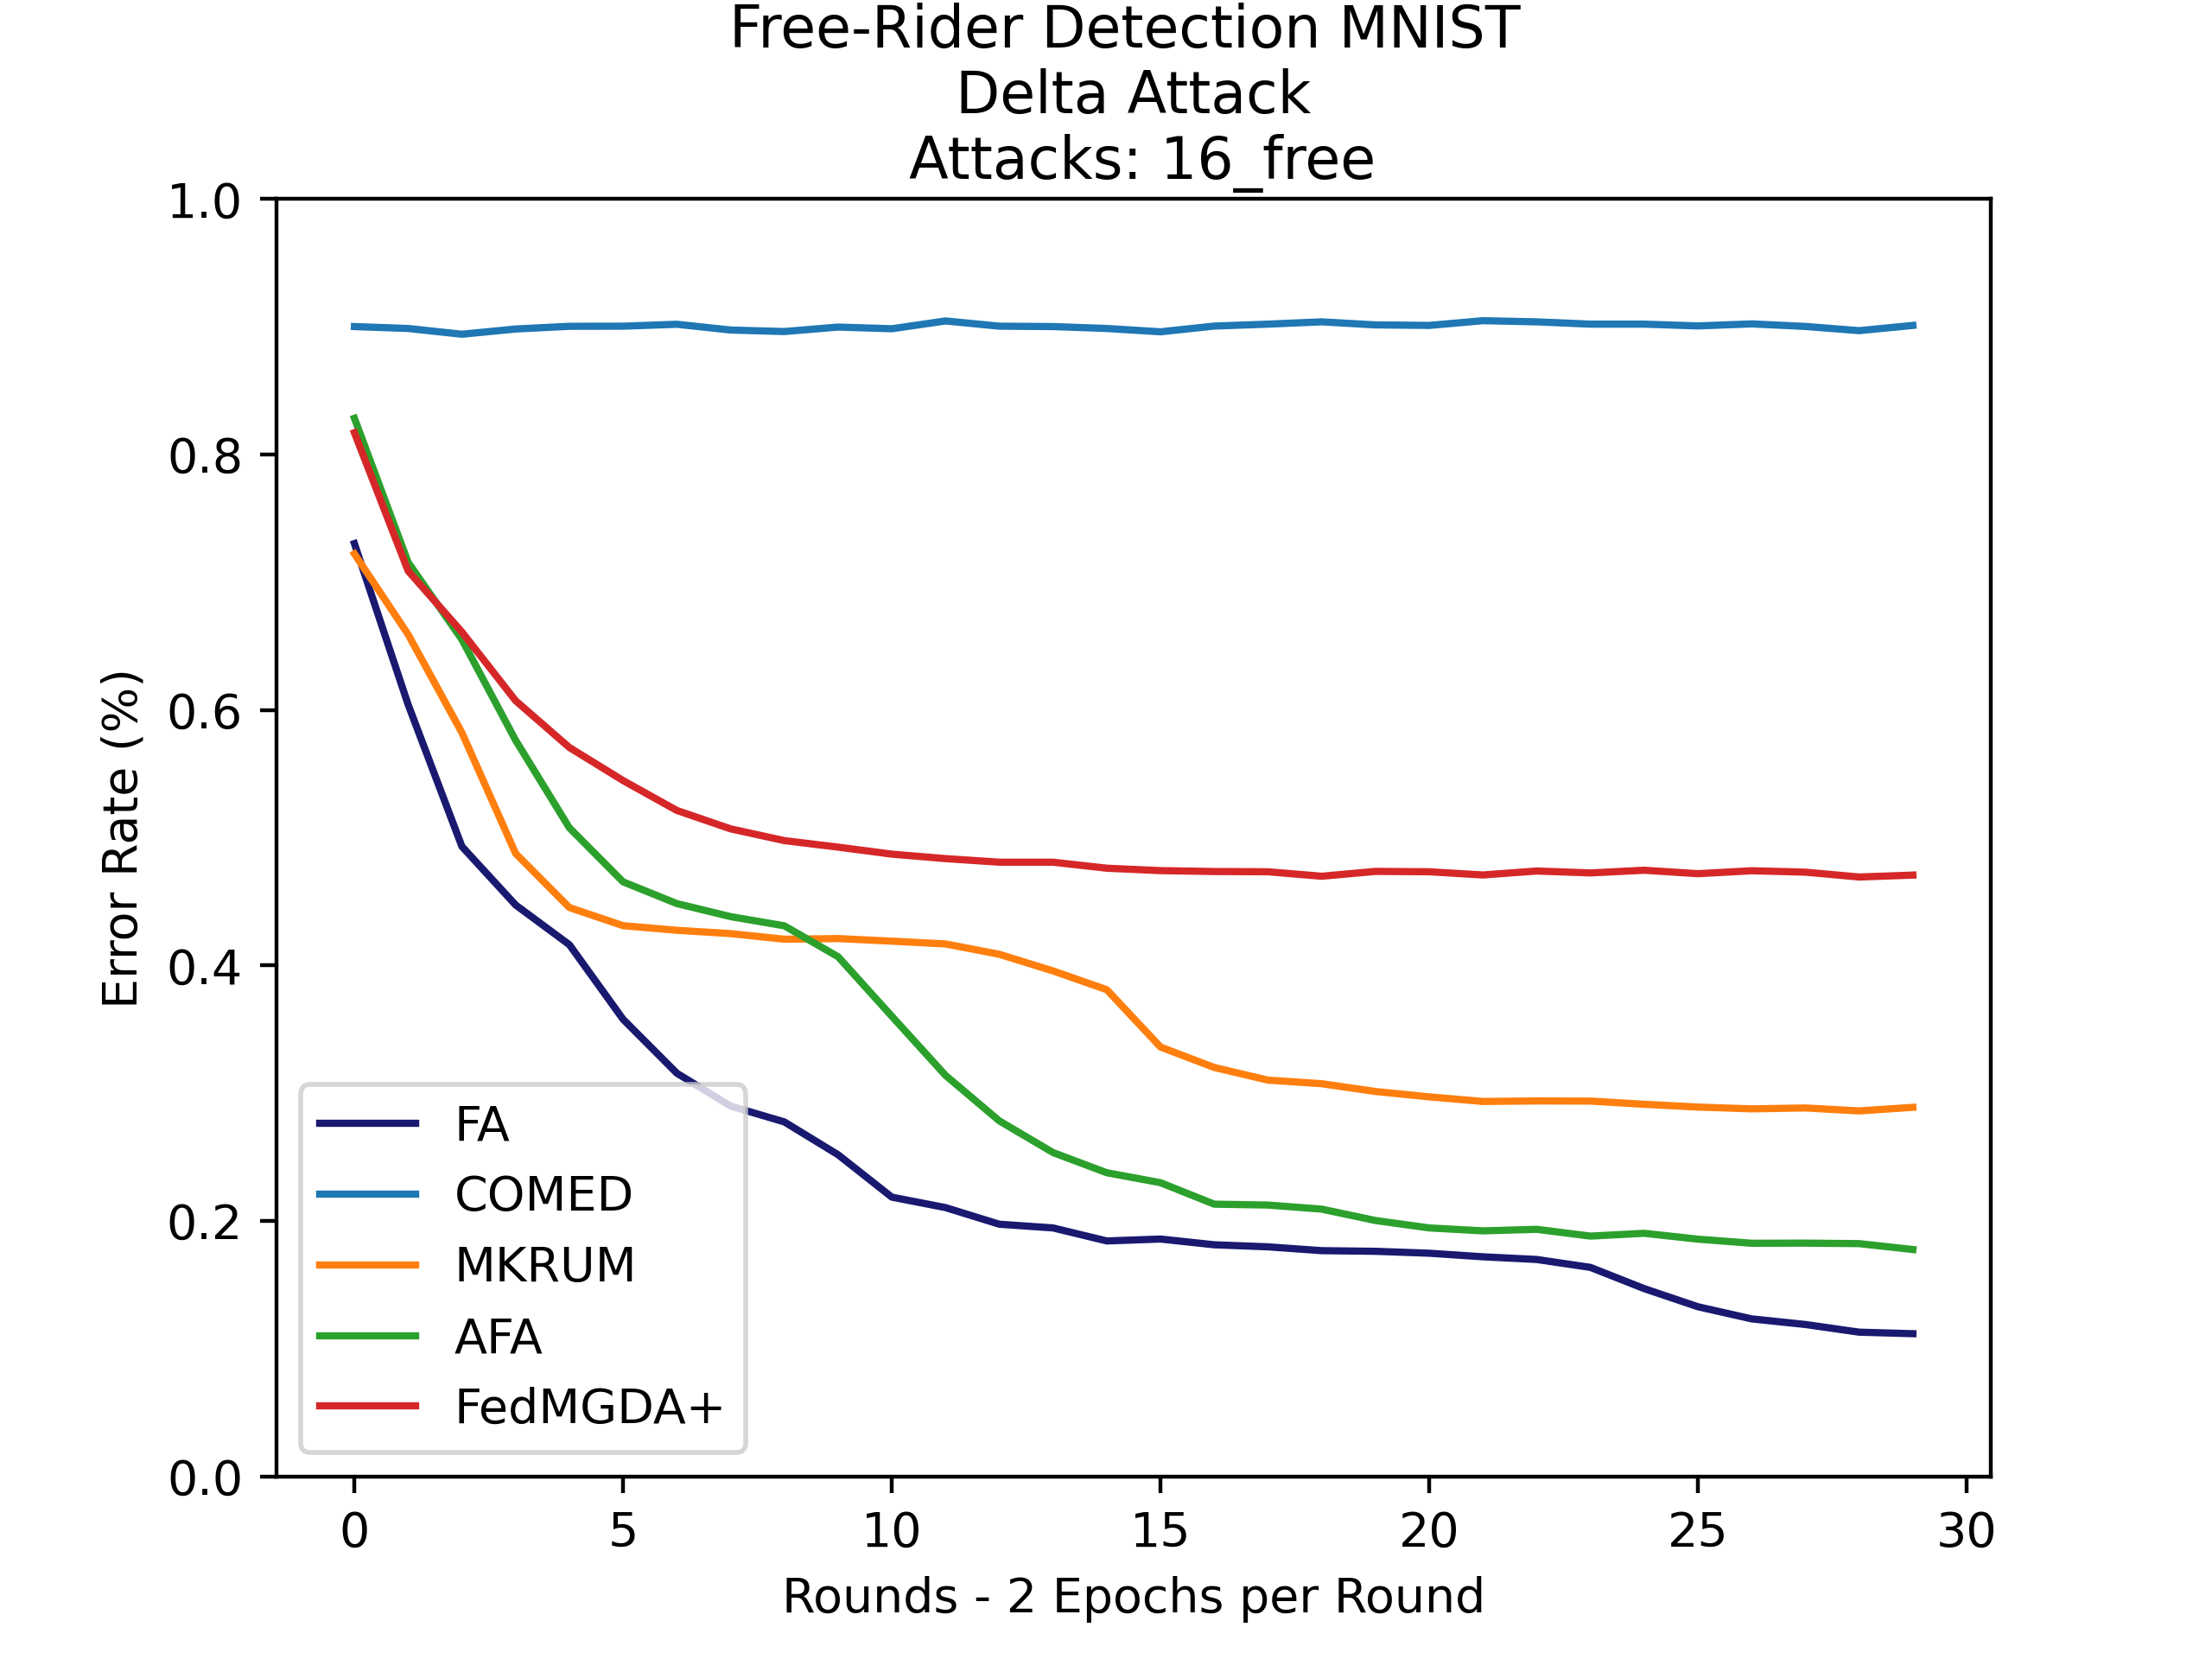 Free-Rider Detection MNIST
Delta Attack
Attacks: 16_free
1.0
0.8
0.6
0.4
0.2
0.0
Error Rate (%)
FA
COMED
MKRUM
AFA
FedMGDA+
0 5 10 15 20 25 30
Rounds - 2 Epochs per Round